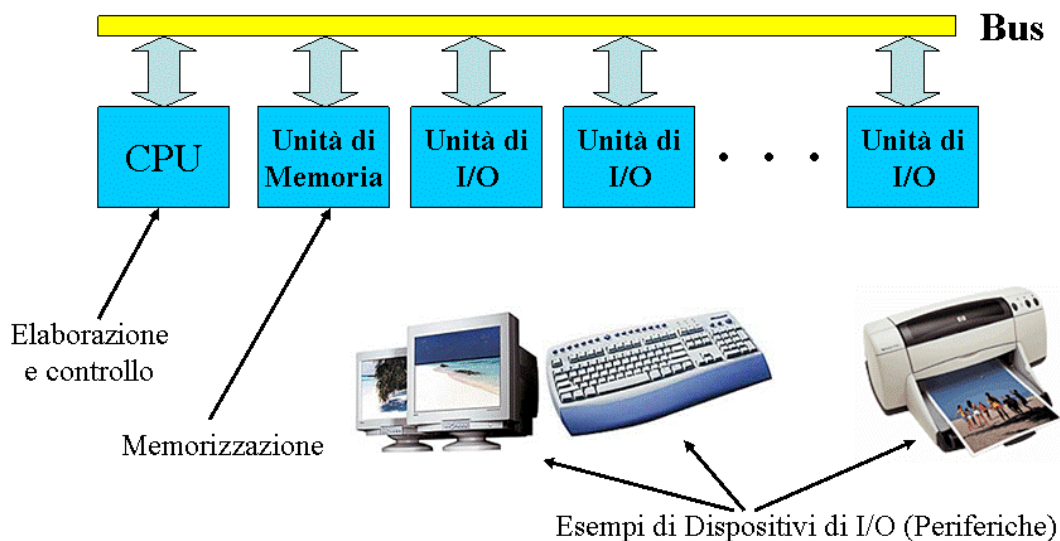 Bus
CPU
Unità di
Memoria
Unità di
I/O
Unità di
I/O
. . .
Unità di
I/O
Elaborazione
e controllo
Memorizzazione
Esempi di Dispositivi di I/O (Periferiche)